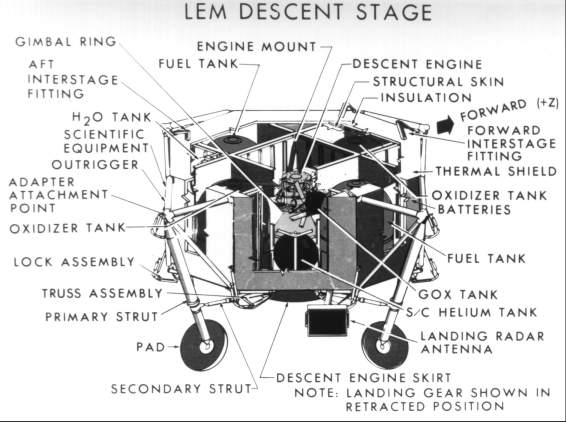 LEM DESCENT STAGE
GIMBAL RING
ENGINE MOUNT
AFT
INTERSTAGE
FITTING
FUEL TANK
DESCENT ENGINE
STRUCTURAL SKIN
INSULATION
FORWARD (+Z)
H2O TANK
SCIENTIFIC
EQUIPMENT
OUTRIGGER
FORWARD
INTERSTAGE
FITTING
THERMAL SHIELD
ADAPTER
ATTACHMENT
POINT
OXIDIZER TANK
BATTERIES
OXIDIZER TANK
FUEL TANK
LOCK ASSEMBLY
GOX TANK
TRUSS ASSEMBLY
S/C HELIUM TANK
PRIMARY STRUT
LANDING RADAR
ANTENNA
PAD
SECONDARY STRUT
DESCENT ENGINE SKIRT
NOTE: LANDING GEAR SHOWN IN
RETRACTED POSITION